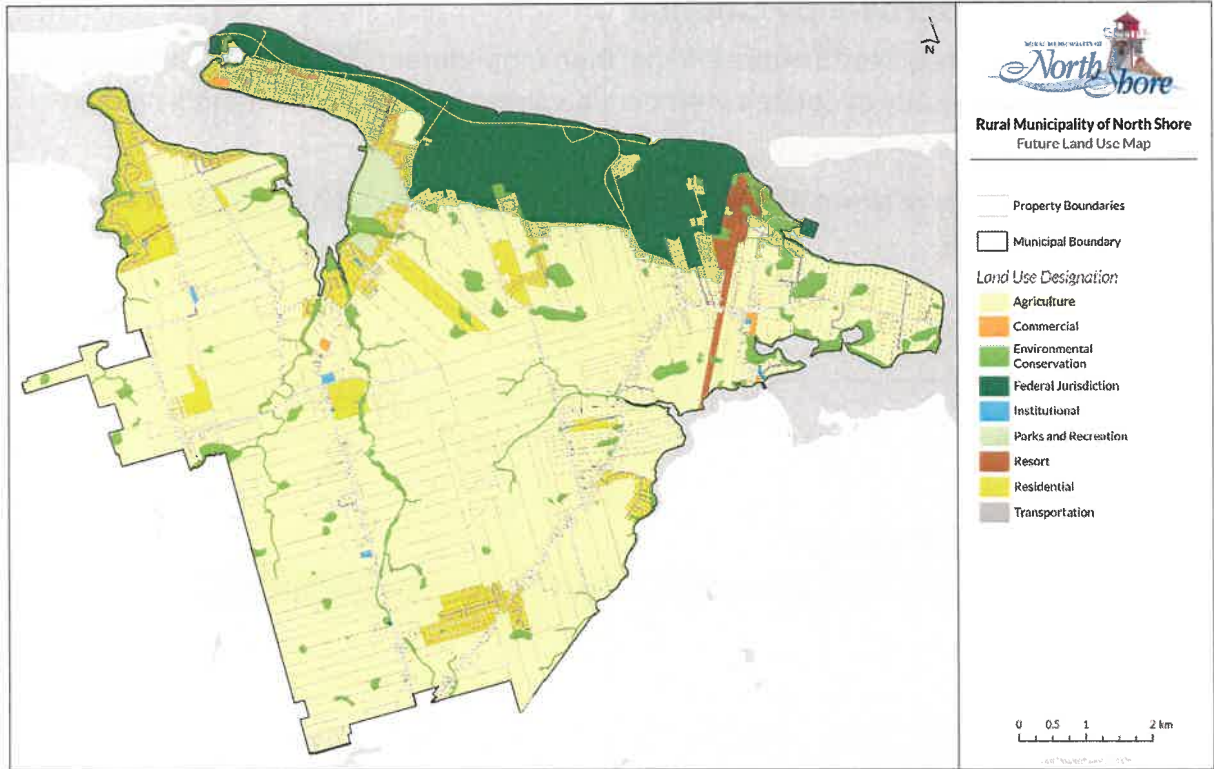 North
Shore
Rural Municipality of North Shore
Future Land Use Map
N
Property Boundaries
Municipal Boundary
Land Use Designation
Agriculture
Commercial
Environmental
Conservation
Federal Jurisdiction
Institutional
Parks and Recreation
Resort
Residential
Transportation
0 0.5 1 2 km